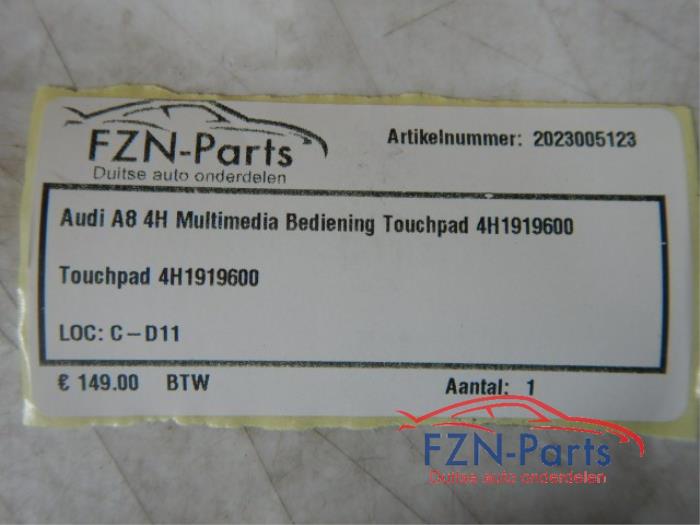 FZN-Parts
Duitse auto onderdelen
Artikelnummer: 2023005123
Audi A8 4H Multimedia Bediening Touchpad 4H1919600
Touchpad 4H1919600
LOC: C-D11
€ 149.00 BTW
Aantal: 1
FZN-Parts
Duitse auto onderdelen